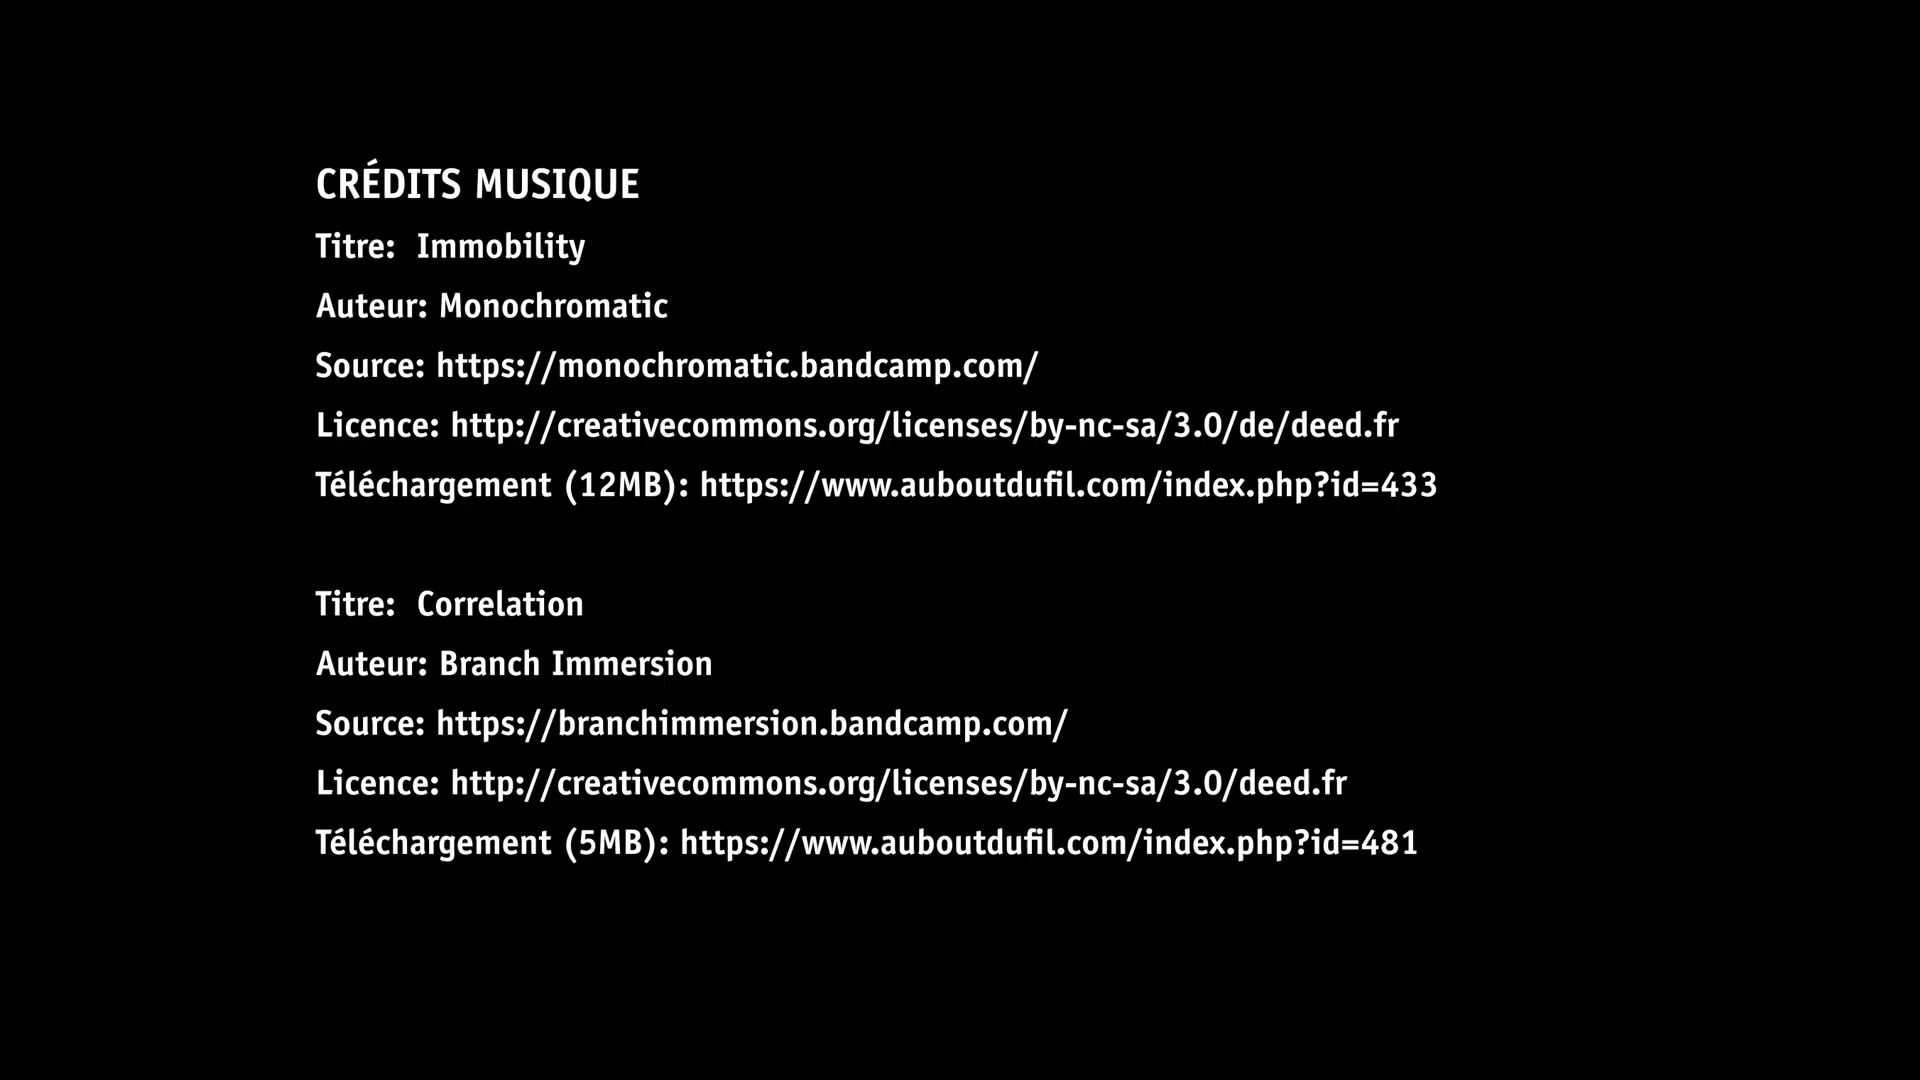 CRÉDITS MUSIQUE
Titre:  Immobility
Auteur: Monochromatic
Source: https://monochromatic.bandcamp.com/
Licence: http://creativecommons.org/licenses/by-nc-sa/3.0/de/deed.fr
Téléchargement (12MB): https://www.auboutdufil.com/index.php?id=433
Titre:  Correlation
Auteur: Branch Immersion
Source: https://branchimmersion.bandcamp.com/
Licence: http://creativecommons.org/licenses/by-nc-sa/3.0/deed.fr
Téléchargement (5MB): https://www.auboutdufil.com/index.php?id=481